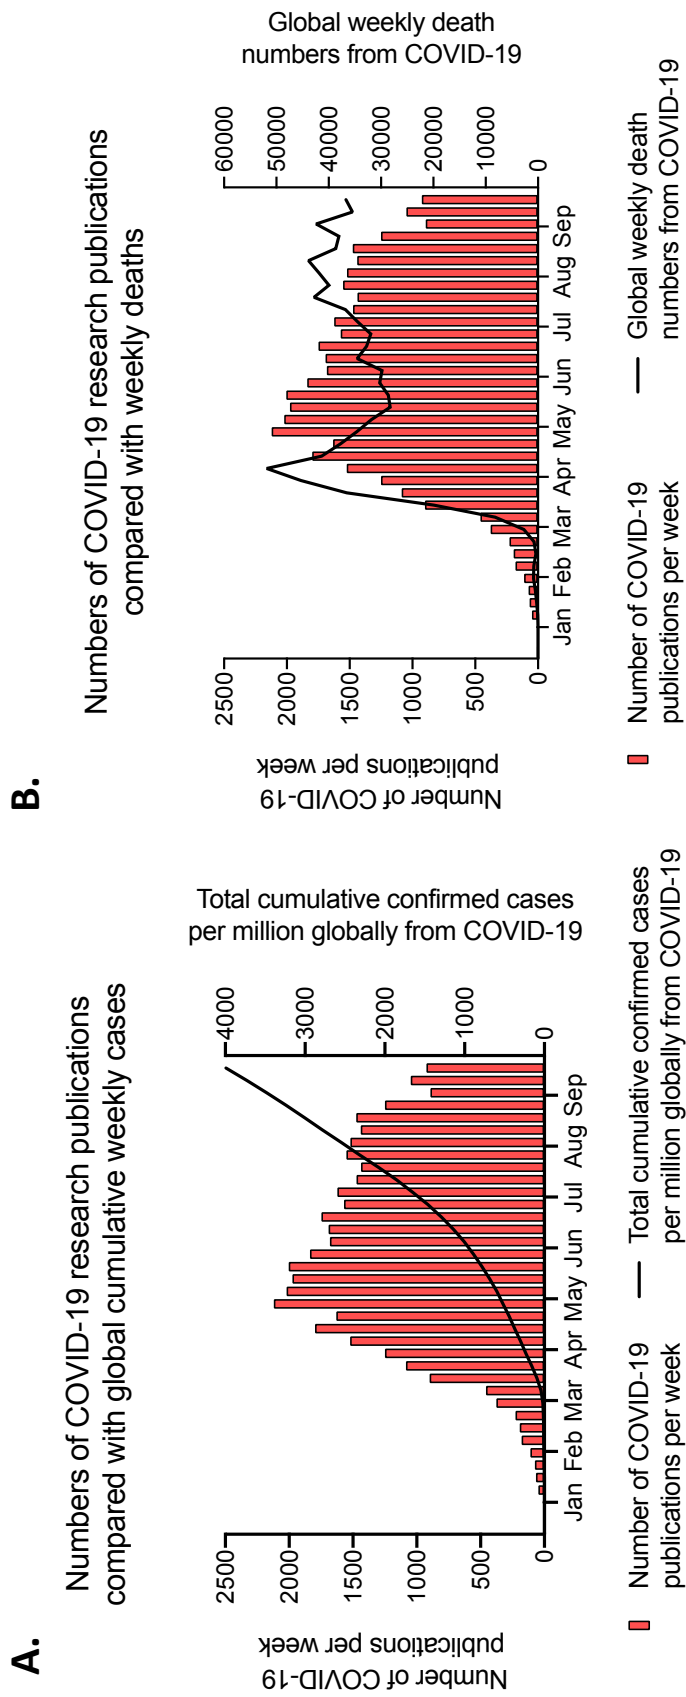 A.
Numbers of COVID-19 research publications
compared with global cumulative weekly cases
Number of COVID-19
publications per week
2500
2000
1500
1000
500
0
Total cumulative confirmed cases
per million globally from COVID-19
4000
3000
2000
1000
0
Jan Feb Mar Apr May Jun Jul Aug Sep
Number of COVID-19
publications per week
Total cumulative confirmed cases
per million globally from COVID-19
B.
Numbers of COVID-19 research publications
compared with weekly deaths
Number of COVID-19
publications per week
2500
2000
1500
1000
500
0
Global weekly death
numbers from COVID-19
60000
50000
40000
30000
20000
10000
0
Jan Feb Mar Apr May Jun Jul Aug Sep
Number of COVID-19
publications per week
Global weekly death
numbers from COVID-19